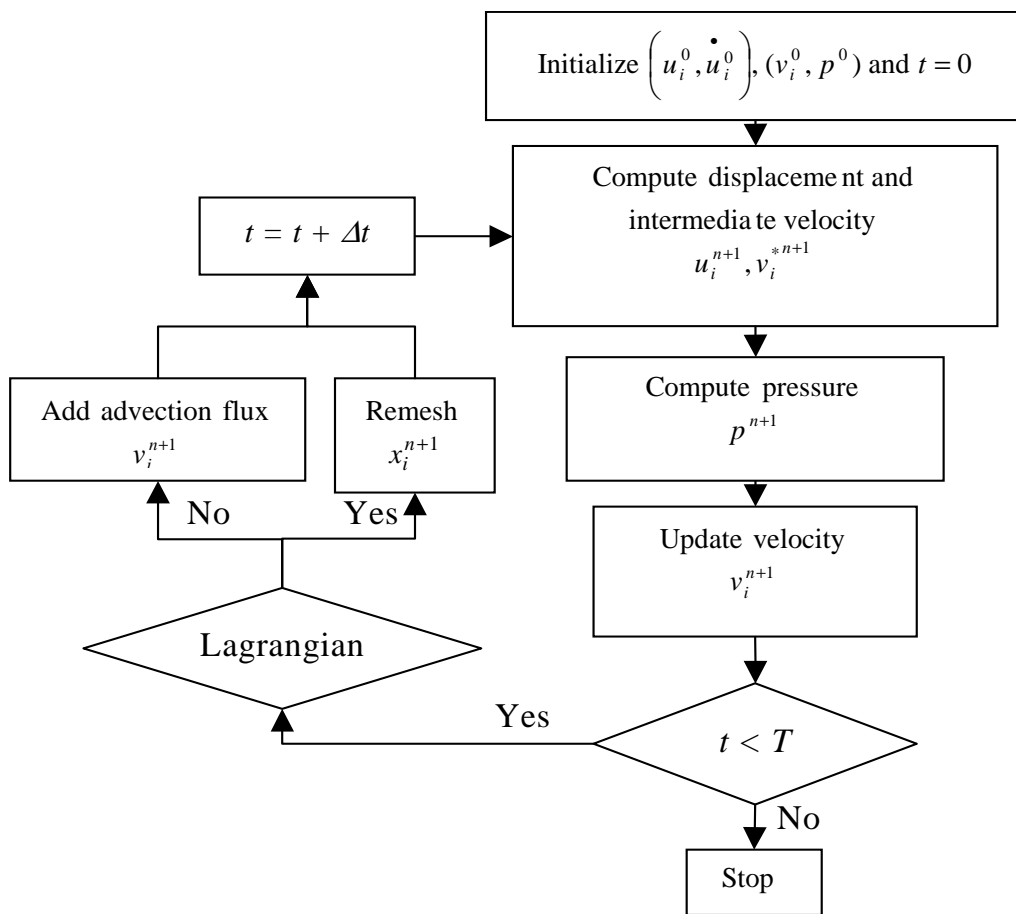 Initialize (u_i^0, u̇_i^0), (v_i^0, p^0) and t = 0
Compute displacement and
intermediate velocity
u_i^{n+1}, v_i^{*n+1}
t = t + Δt
Compute pressure
p^{n+1}
Add advection flux
v_i^{n+1}
Remesh
x_i^{n+1}
No
Yes
Update velocity
v_i^{n+1}
Lagrangian
Yes
t < T
No
Stop